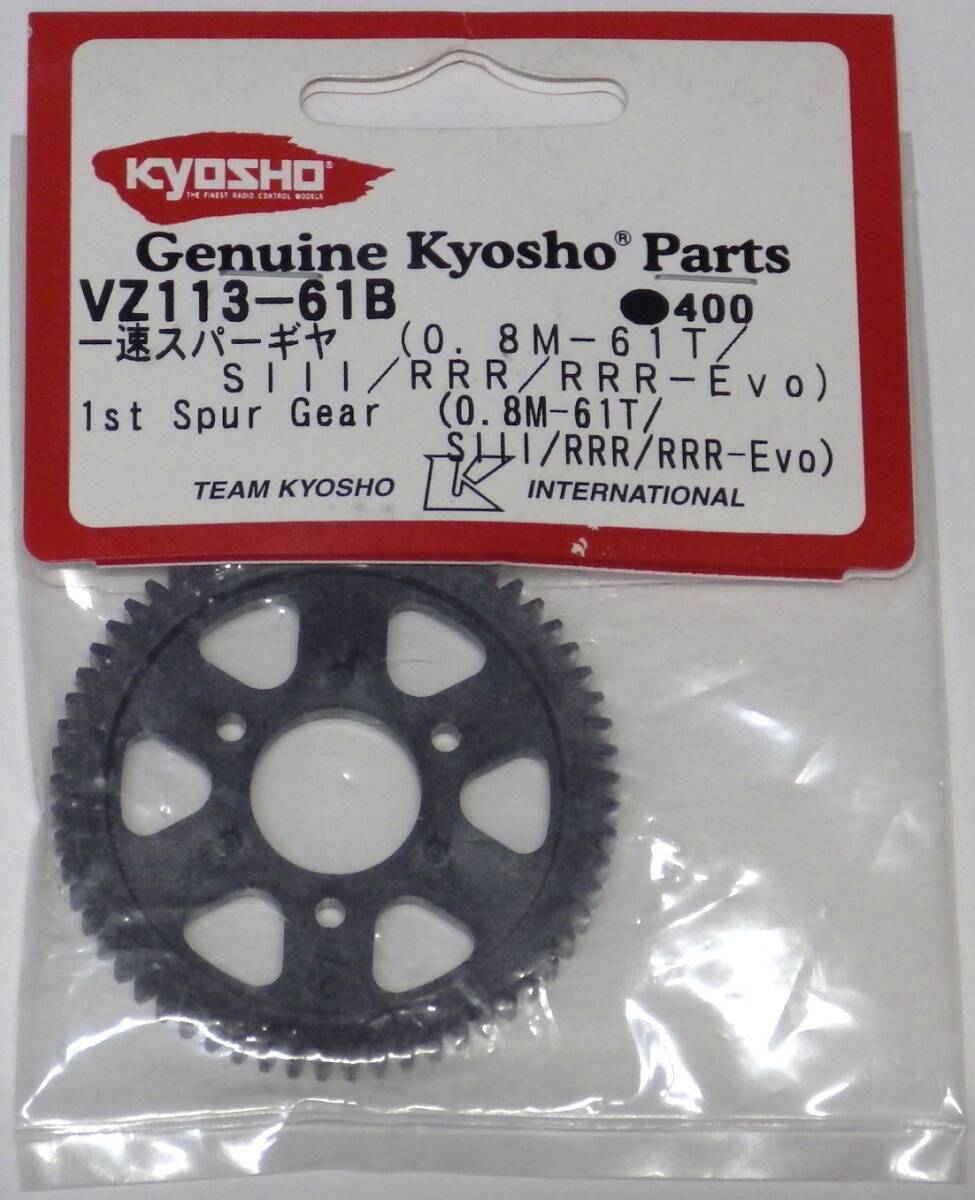 KYOSHO®
THE FINEST RADIO CONTROL MODELS
Genuine Kyosho® Parts
VZ113-61B ●400
一速スパーギヤ (0.8M-61T/
SIII/RRR/RRR-Evo)
1st Spur Gear (0.8M-61T/
SIII/RRR/RRR-Evo)
TEAM KYOSHO K INTERNATIONAL